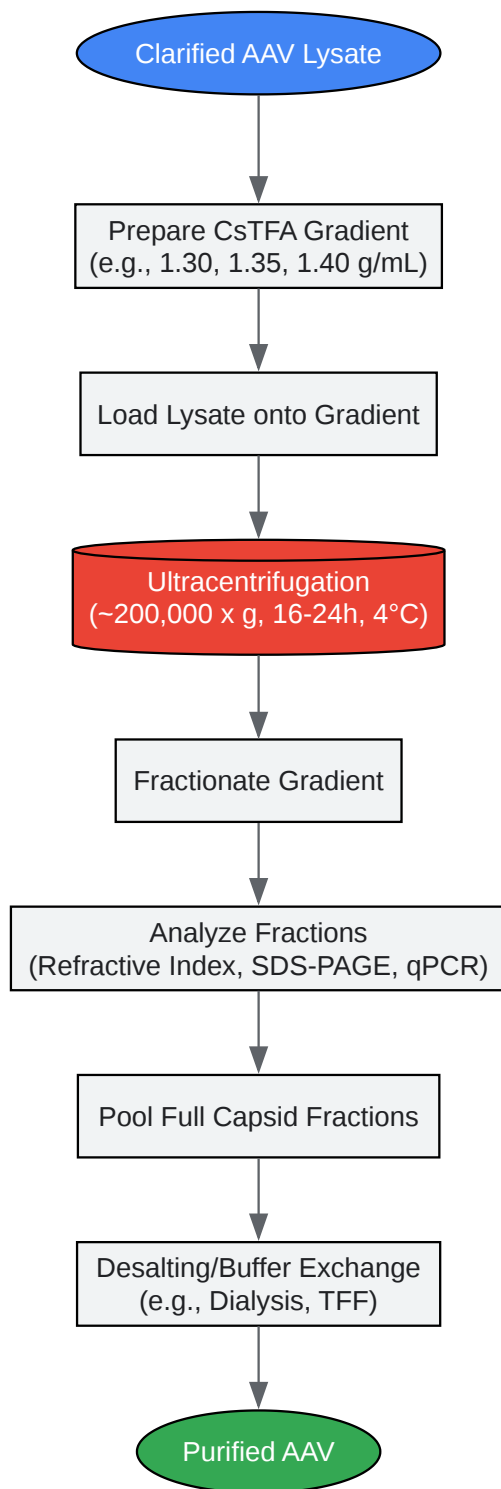 Clarified AAV Lysate
Prepare CsTFA Gradient
(e.g., 1.30, 1.35, 1.40 g/mL)
Load Lysate onto Gradient
Ultracentrifugation
(~200,000 x g, 16-24h, 4°C)
Fractionate Gradient
Analyze Fractions
(Refractive Index, SDS-PAGE, qPCR)
Pool Full Capsid Fractions
Desalting/Buffer Exchange
(e.g., Dialysis, TFF)
Purified AAV